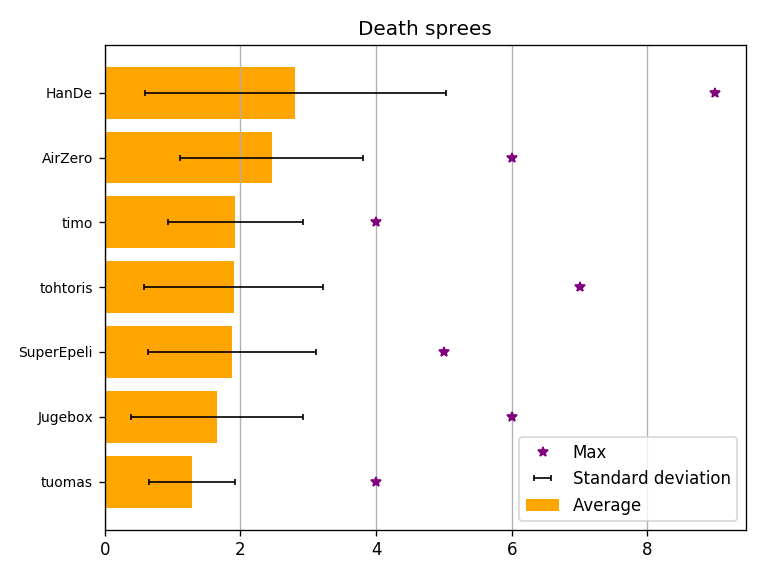 Death sprees
HanDe
AirZero
timo
tohtoris
SuperEpeli
Jugebox
tuomas
Max
Standard deviation
Average
0 2 4 6 8